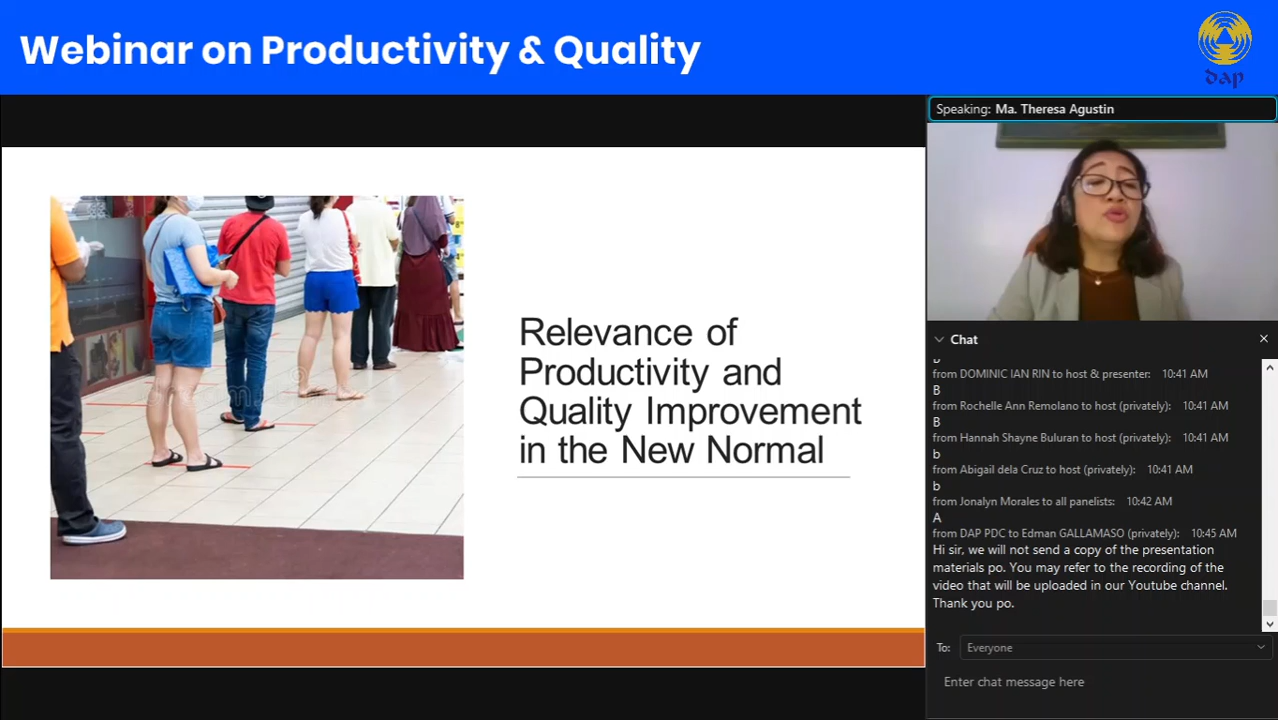 Webinar on Productivity & Quality
dap
Speaking: Ma. Theresa Agustin
Relevance of
Productivity and
Quality Improvement
in the New Normal
Chat
from DOMINIC IAN RIN to host & presenter: 10:41 AM
B
from Rochelle Ann Remolano to host (privately): 10:41 AM
B
from Hannah Shayne Buluran to host (privately): 10:41 AM
b
from Abigail dela Cruz to host (privately): 10:41 AM
b
from Jonalyn Morales to all panelists: 10:42 AM
A
from DAP PDC to Edman GALLAMASO (privately): 10:45 AM
Hi sir, we will not send a copy of the presentation
materials po. You may refer to the recording of the
video that will be uploaded in our Youtube channel.
Thank you po.
To: Everyone
Enter chat message here